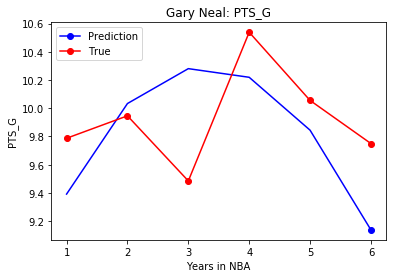 Gary Neal: PTS_G
Prediction
True
PTS_G
10.6
10.4
10.2
10.0
9.8
9.6
9.4
9.2
1 2 3 4 5 6
Years in NBA